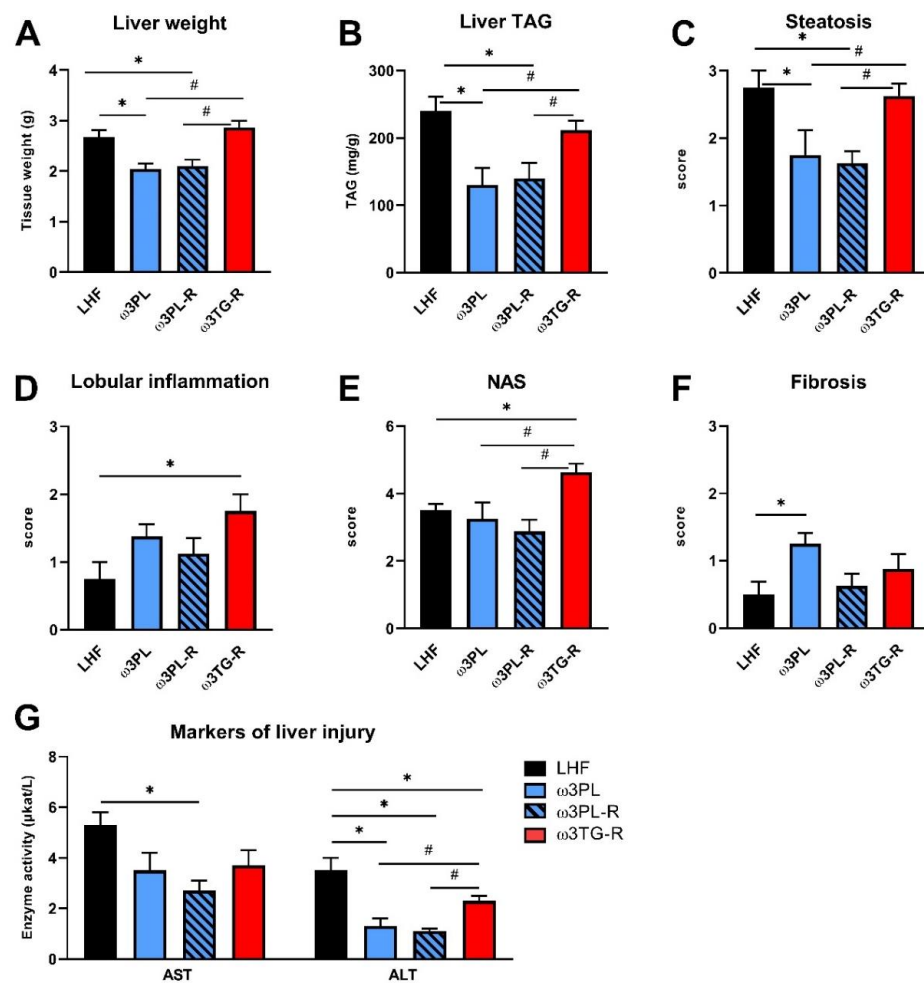 A
Liver weight
Tissue weight (g)
4
3
2
1
0
*
*
#
#
LHF
ω3PL
ω3PL-R
ω3TG-R
B
Liver TAG
TAG (mg/g)
300
200
100
0
*
#
*
#
LHF
ω3PL
ω3PL-R
ω3TG-R
C
Steatosis
score
3
2
1
0
*
#
*
#
LHF
ω3PL
ω3PL-R
ω3TG-R
D
Lobular inflammation
score
3
2
1
0
*
LHF
ω3PL
ω3PL-R
ω3TG-R
E
NAS
score
6
4
2
0
*
#
#
LHF
ω3PL
ω3PL-R
ω3TG-R
F
Fibrosis
score
3
2
1
0
*
LHF
ω3PL
ω3PL-R
ω3TG-R
G
Markers of liver injury
Enzyme activity (µkat/L)
8
6
4
2
0
*
*
*
*
#
#
AST
ALT
LHF
ω3PL
ω3PL-R
ω3TG-R